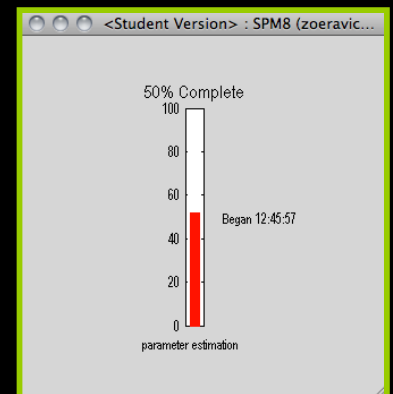 <Student Version> : SPM8 (zoeravic...
50% Complete
100
80
60
Began 12:45:57
40
20
0
parameter estimation